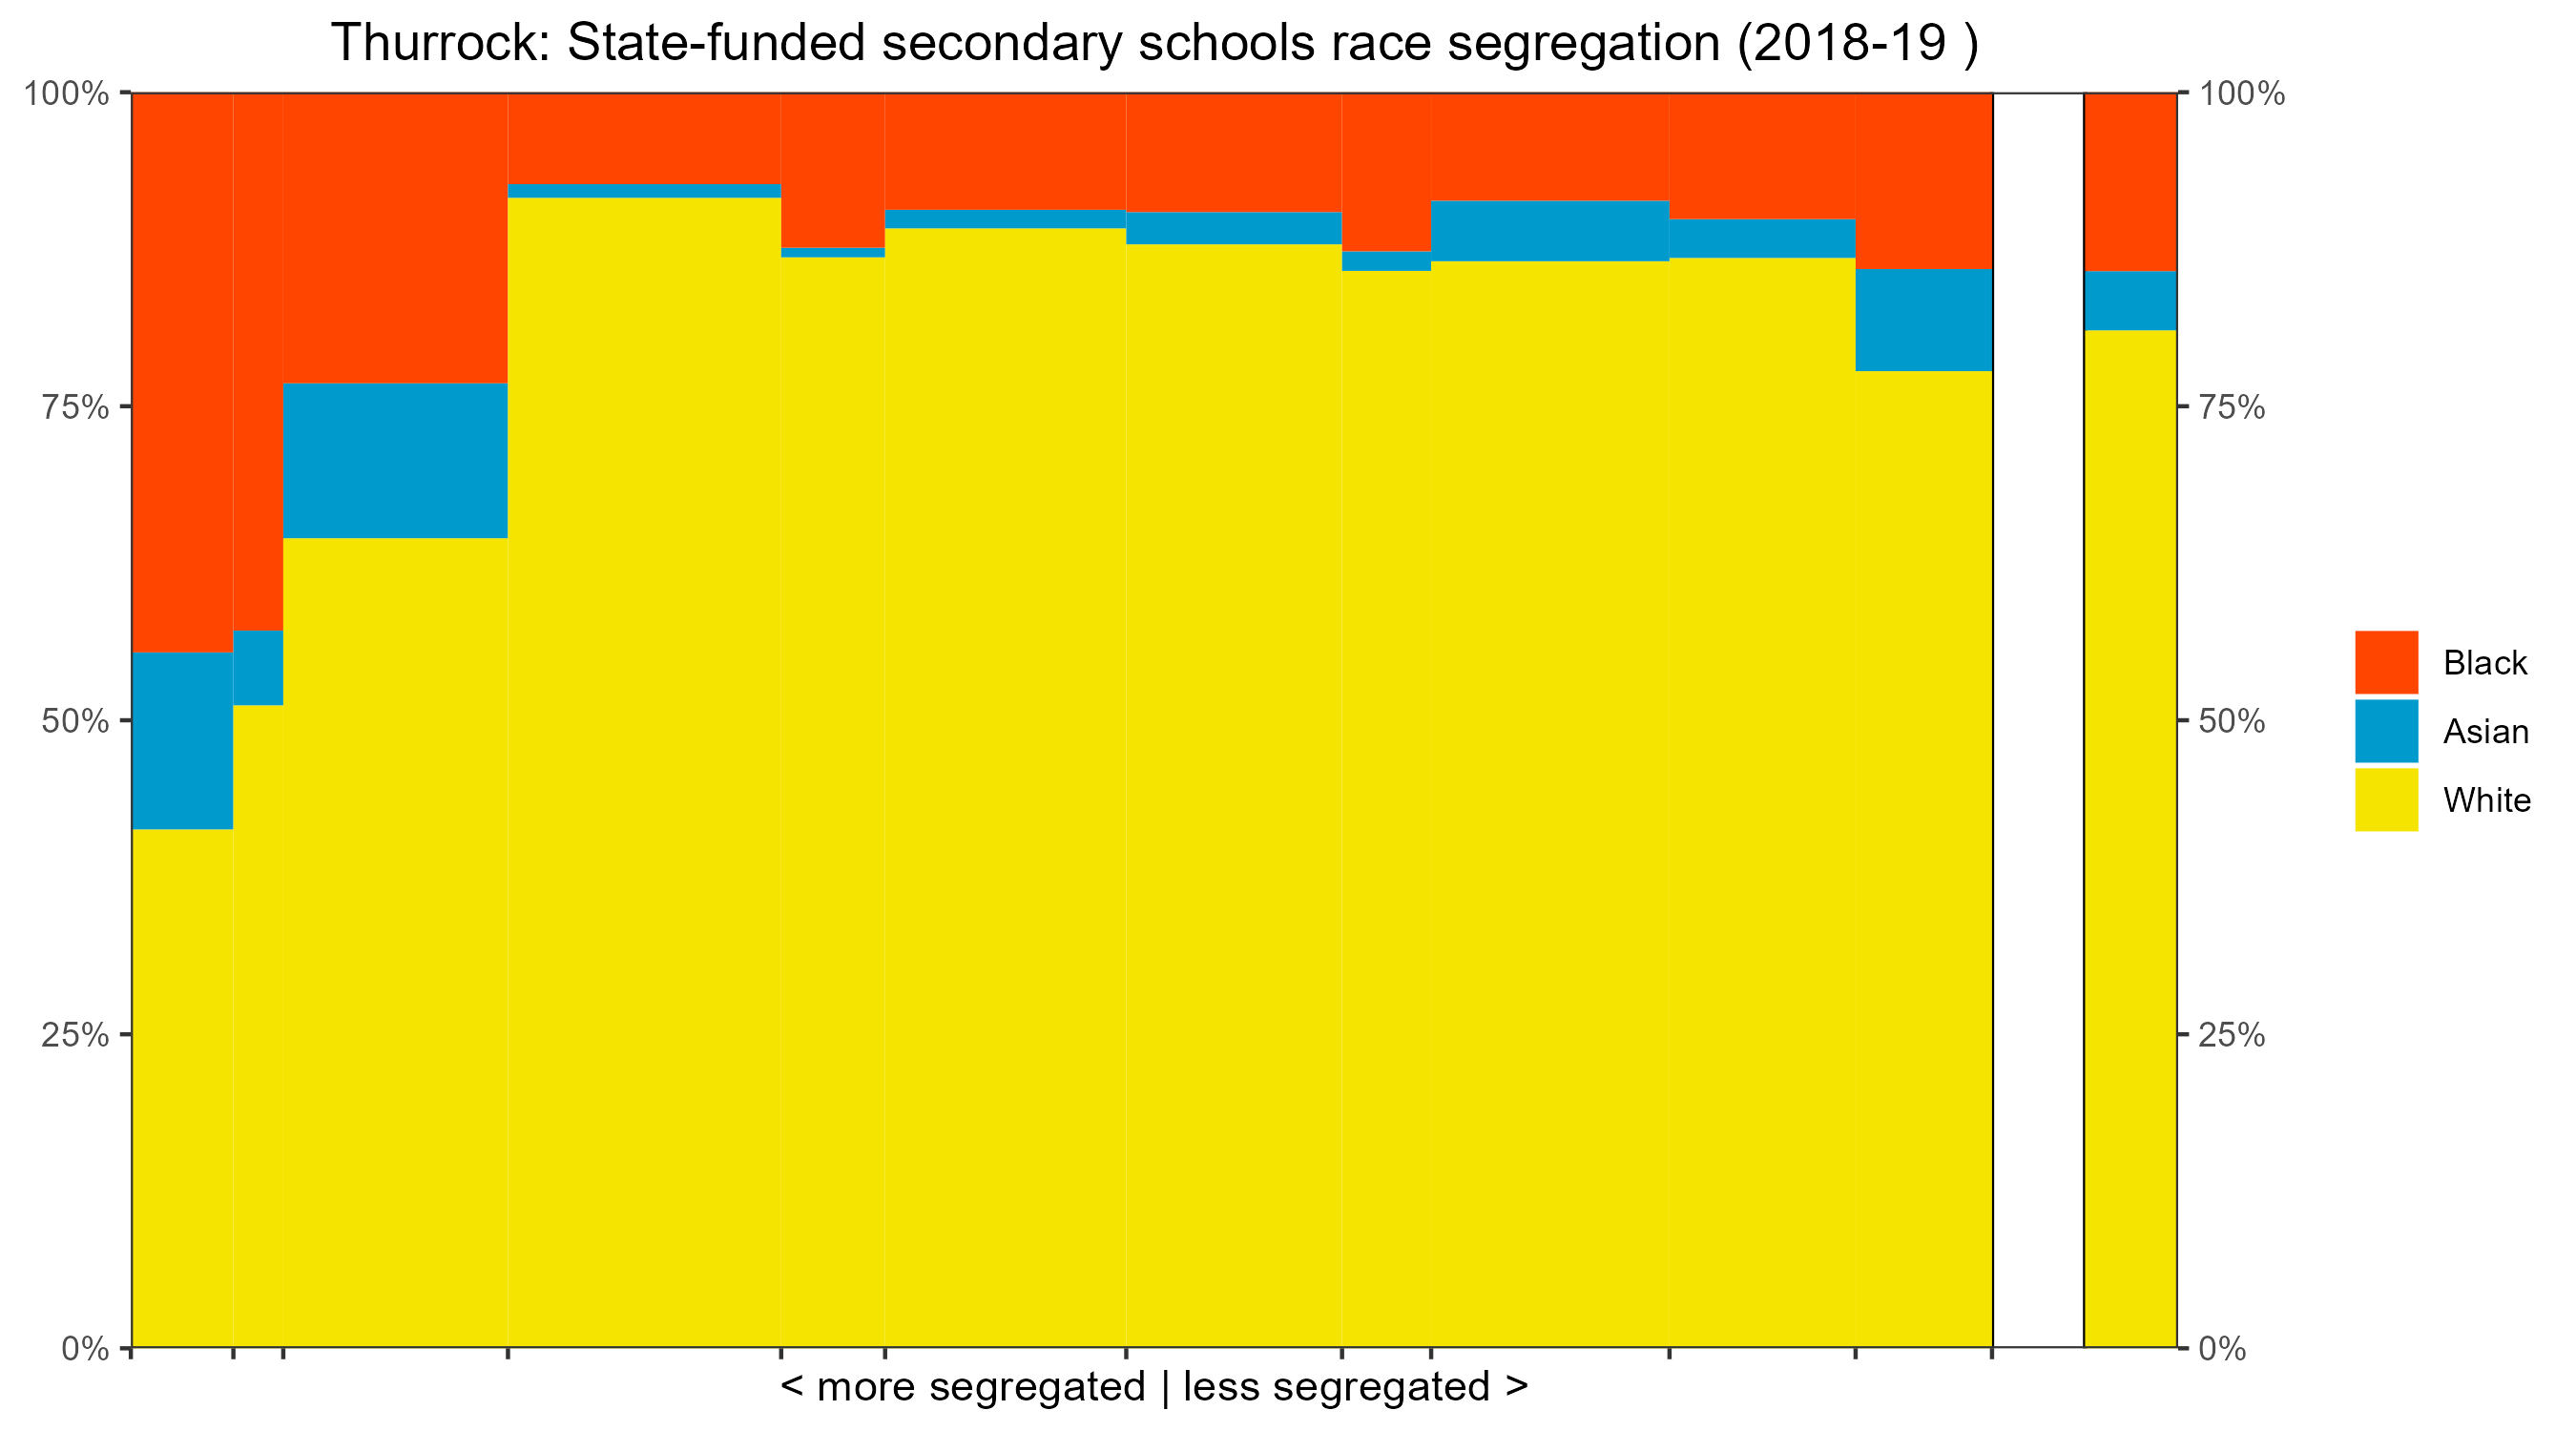 Thurrock: State-funded secondary schools race segregation (2018-19 )
100%
75%
50%
25%
0%
100%
75%
50%
25%
0%
Black
Asian
White
< more segregated | less segregated >